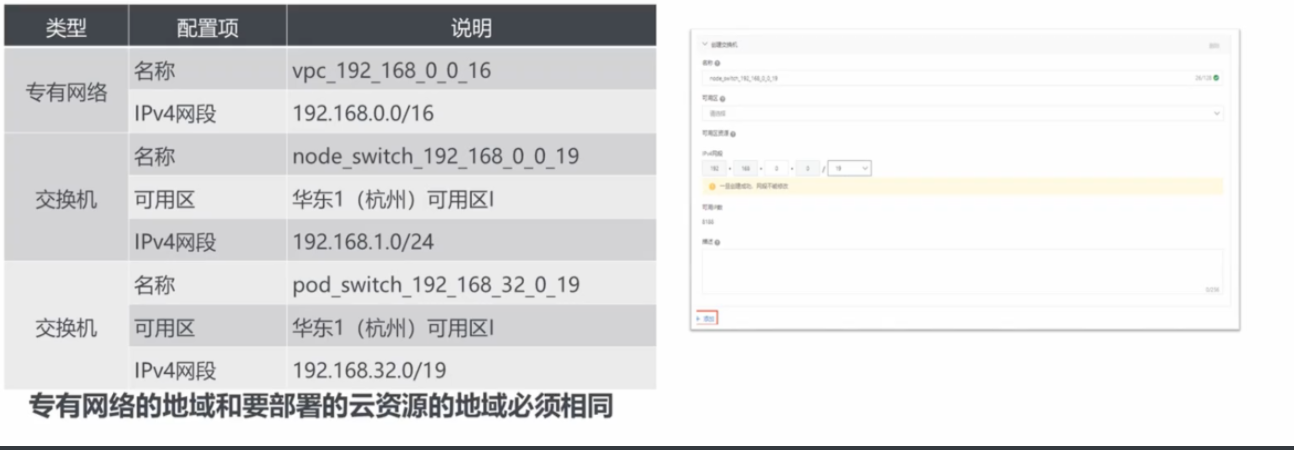 类型 配置项 说明
专有网络 名称 vpc_192_168_0_0_16
IPv4网段 192.168.0.0/16
交换机 名称 node_switch_192_168_0_0_19
可用区 华东1（杭州）可用区I
IPv4网段 192.168.1.0/24
交换机 名称 pod_switch_192_168_32_0_19
可用区 华东1（杭州）可用区I
IPv4网段 192.168.32.0/19
专有网络的地域和要部署的云资源的地域必须相同
创建交换机
名称
node_switch_192_168_0_0_19
可用区
可用区资源
IPv4网段
192 • 168 • 0 • 0 / 19
一旦创建成功，网段不能修改
可用IP数
描述
添加